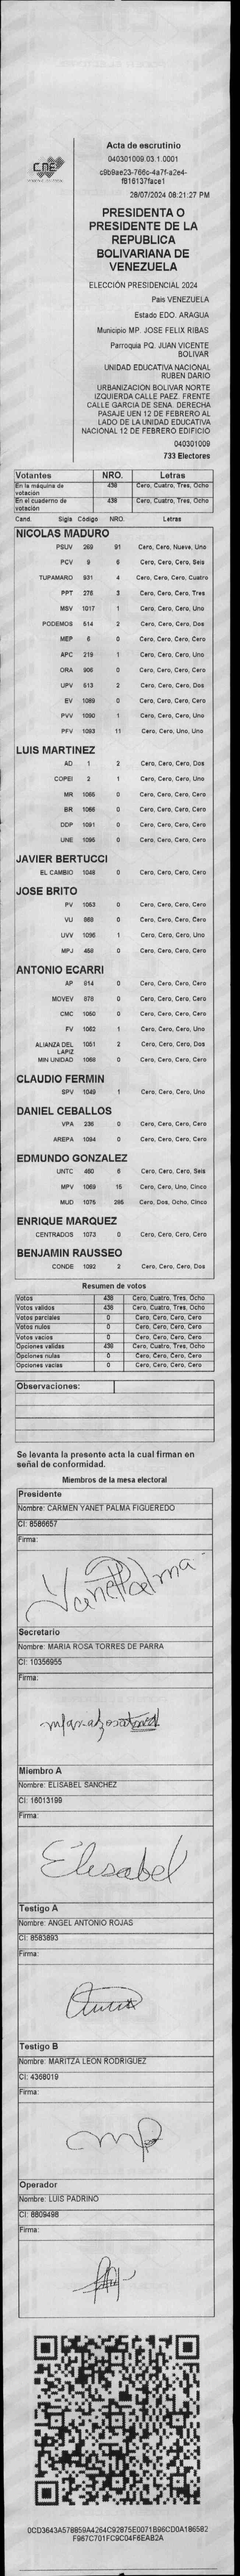 CNE
Acta de escrutinio
040301009.03.1.0001
c9b9ae23-766c-4a7f-a2e4-
f816137face1
28/07/2024 08:21:27 PM
PRESIDENTA O
PRESIDENTE DE LA
REPUBLICA
BOLIVARIANA DE
VENEZUELA
ELECCIÓN PRESIDENCIAL 2024
Pais VENEZUELA
Estado EDO. ARAGUA
Municipio MP. JOSE FELIX RIBAS
Parroquia PQ. JUAN VICENTE
BOLIVAR
UNIDAD EDUCATIVA NACIONAL
RUBEN DARIO
URBANIZACION BOLIVAR NORTE
IZQUIERDA CALLE PAEZ. FRENTE
CALLE GARCIA DE SENA. DERECHA
PASAJE UEN 12 DE FEBRERO AL
LADO DE LA UNIDAD EDUCATIVA
NACIONAL 12 DE FEBRERO EDIFICIO
040301009
733 Electores
Votantes NRO. Letras
En la máquina de votación 438 Cero, Cuatro, Tres, Ocho
En el cuaderno de votación 438 Cero, Cuatro, Tres, Ocho
Cand. Sigla Código NRO. Letras
NICOLAS MADURO
PSUV 269 91 Cero, Cero, Nueve, Uno
PCV 9 6 Cero, Cero, Cero, Seis
TUPAMARO 931 4 Cero, Cero, Cero, Cuatro
PPT 276 3 Cero, Cero, Cero, Tres
MSV 1017 1 Cero, Cero, Cero, Uno
PODEMOS 514 2 Cero, Cero, Cero, Dos
MEP 6 0 Cero, Cero, Cero, Cero
APC 219 1 Cero, Cero, Cero, Uno
ORA 906 0 Cero, Cero, Cero, Cero
UPV 513 2 Cero, Cero, Cero, Dos
EV 1089 0 Cero, Cero, Cero, Cero
PVV 1090 1 Cero, Cero, Cero, Uno
PFV 1093 11 Cero, Cero, Uno, Uno
LUIS MARTINEZ
AD 1 2 Cero, Cero, Cero, Dos
COPEI 2 1 Cero, Cero, Cero, Uno
MR 1065 0 Cero, Cero, Cero, Cero
BR 1066 0 Cero, Cero, Cero, Cero
DDP 1091 0 Cero, Cero, Cero, Cero
UNE 1095 0 Cero, Cero, Cero, Cero
JAVIER BERTUCCI
EL CAMBIO 1048 0 Cero, Cero, Cero, Cero
JOSE BRITO
PV 1053 0 Cero, Cero, Cero, Cero
VU 868 0 Cero, Cero, Cero, Cero
UVV 1096 1 Cero, Cero, Cero, Uno
MPJ 458 0 Cero, Cero, Cero, Cero
ANTONIO ECARRI
AP 914 0 Cero, Cero, Cero, Cero
MOVEV 878 0 Cero, Cero, Cero, Cero
CMC 1050 0 Cero, Cero, Cero, Cero
FV 1062 1 Cero, Cero, Cero, Uno
ALIANZA DEL LAPIZ 1051 2 Cero, Cero, Cero, Dos
MIN UNIDAD 1068 0 Cero, Cero, Cero, Cero
CLAUDIO FERMIN
SPV 1049 1 Cero, Cero, Cero, Uno
DANIEL CEBALLOS
VPA 236 0 Cero, Cero, Cero, Cero
AREPA 1094 0 Cero, Cero, Cero, Cero
EDMUNDO GONZALEZ
UNTC 460 6 Cero, Cero, Cero, Seis
MPV 1069 15 Cero, Cero, Uno, Cinco
MUD 1075 285 Cero, Dos, Ocho, Cinco
ENRIQUE MARQUEZ
CENTRADOS 1073 0 Cero, Cero, Cero, Cero
BENJAMIN RAUSSEO
CONDE 1092 2 Cero, Cero, Cero, Dos
Resumen de votos
Votos 438 Cero, Cuatro, Tres, Ocho
Votos validos 438 Cero, Cuatro, Tres, Ocho
Votos parciales 0 Cero, Cero, Cero, Cero
Votos nulos 0 Cero, Cero, Cero, Cero
Votos vacios 0 Cero, Cero, Cero, Cero
Opciones validas 438 Cero, Cuatro, Tres, Ocho
Opciones nulas 0 Cero, Cero, Cero, Cero
Opciones vacias 0 Cero, Cero, Cero, Cero
Observaciones:
Se levanta la presente acta la cual firman en
señal de conformidad.
Miembros de la mesa electoral
Presidente
Nombre: CARMEN YANET PALMA FIGUEREDO
CI: 8586657
Firma:
Yanet Palma
Secretario
Nombre: MARIA ROSA TORRES DE PARRA
CI: 10356955
Firma:
Miembro A
Nombre: ELISABEL SANCHEZ
CI: 16013199
Firma:
Elisabel
Testigo A
Nombre: ANGEL ANTONIO ROJAS
CI: 8583893
Firma:
Testigo B
Nombre: MARITZA LEON RODRIGUEZ
CI: 4368019
Firma:
Operador
Nombre: LUIS PADRINO
CI: 8809498
Firma:
0CD3643A578859A4264C92875E0071B96CD0A186582
F967C701FC9C04F6EAB2A